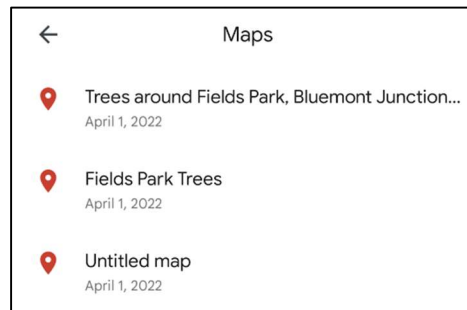 Maps
Trees around Fields Park, Bluemont Junction...
April 1, 2022
Fields Park Trees
April 1, 2022
Untitled map
April 1, 2022